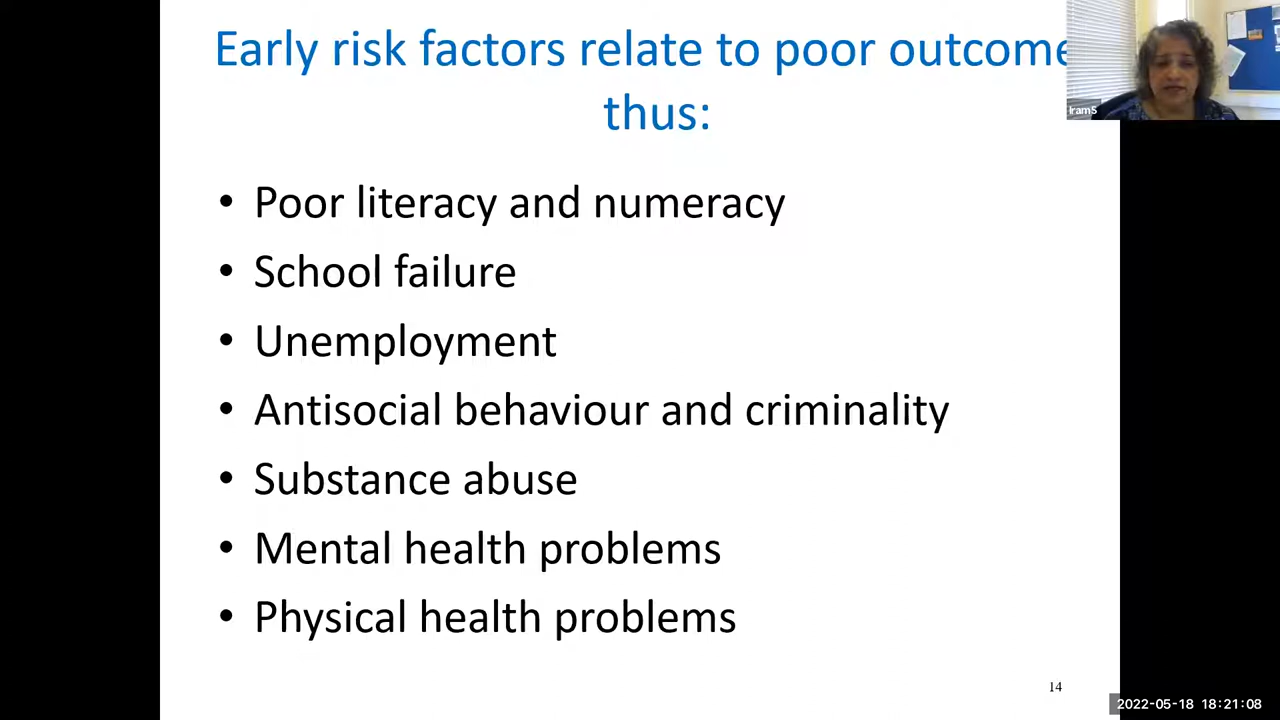 Early risk factors relate to poor outcome
thus:
• Poor literacy and numeracy
• School failure
• Unemployment
• Antisocial behaviour and criminality
• Substance abuse
• Mental health problems
• Physical health problems
14
IramS
2022-05-18 18:21:08